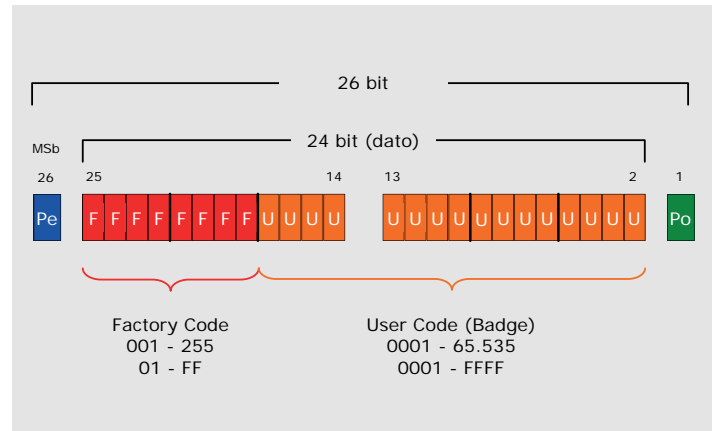 26 bit
24 bit (dato)
MSb
26 25 14 13 2 1
Pe F F F F F F F F U U U U U U U U U U U U U U U U Po
Factory Code User Code (Badge)
001 - 255 0001 - 65.535
01 - FF 0001 - FFFF